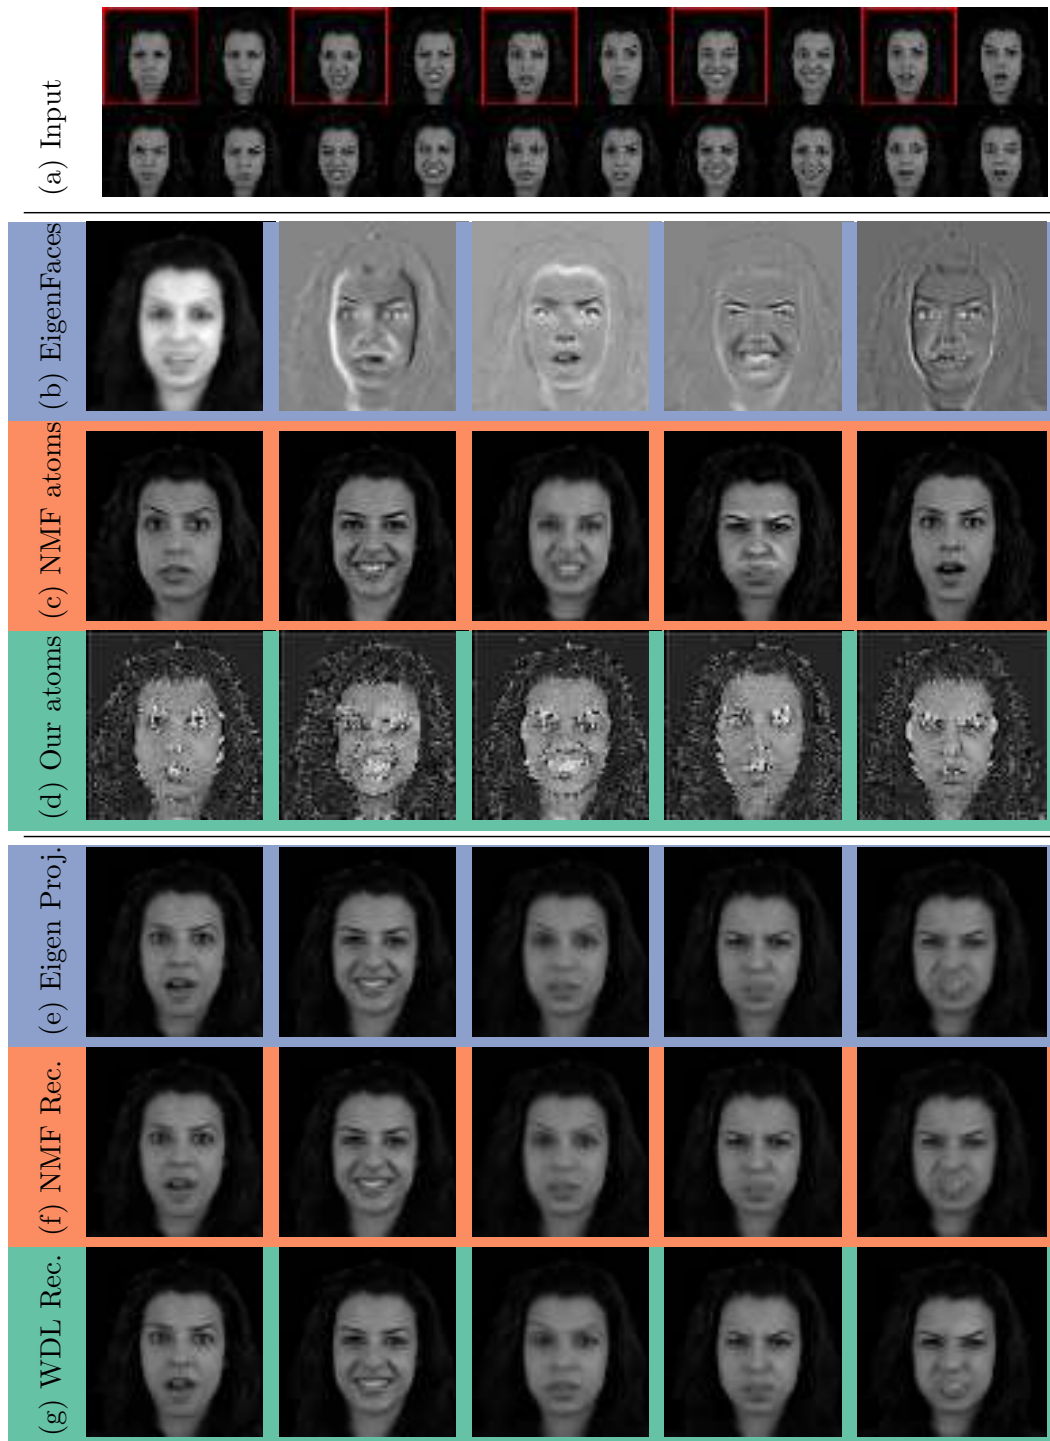 (a) Input
(b) EigenFaces
(c) NMF atoms
(d) Our atoms
(e) Eigen Proj.
(f) NMF Rec.
(g) WDL Rec.